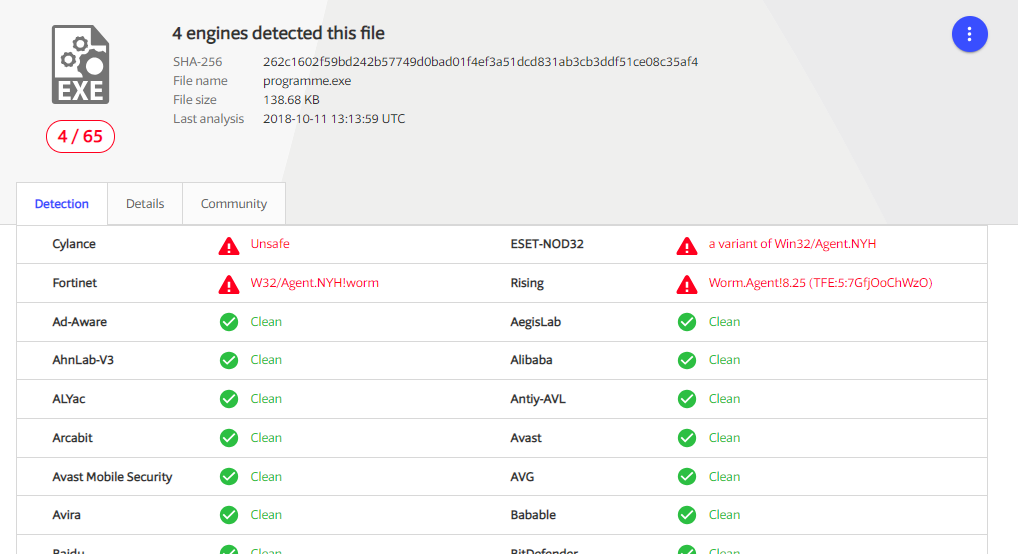 4 engines detected this file
SHA-256 262c1602f59bd242b57749d0bad01f4ef3a51dcd831ab3cb3ddf51ce08c35af4
File name programme.exe
File size 138.68 KB
Last analysis 2018-10-11 13:13:59 UTC
EXE
4 / 65
Detection Details Community
Cylance Unsafe ESET-NOD32 a variant of Win32/Agent.NYH
Fortinet W32/Agent.NYH!worm Rising Worm.Agent!8.25 (TFE:5:7GfjOoChWzO)
Ad-Aware Clean AegisLab Clean
AhnLab-V3 Clean Alibaba Clean
ALYac Clean Antiy-AVL Clean
Arcabit Clean Avast Clean
Avast Mobile Security Clean AVG Clean
Avira Clean Babable Clean
Baidu Clean BitDefender Clean